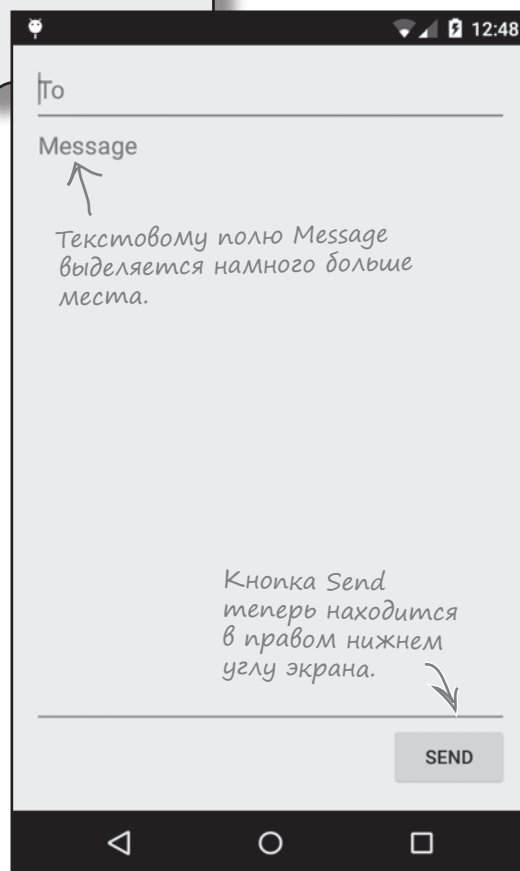 12:48
To
Message
Текстовому полю Message
выделяется намного больше
места.
Кнопка Send
теперь находится
в правом нижнем
углу экрана.
SEND